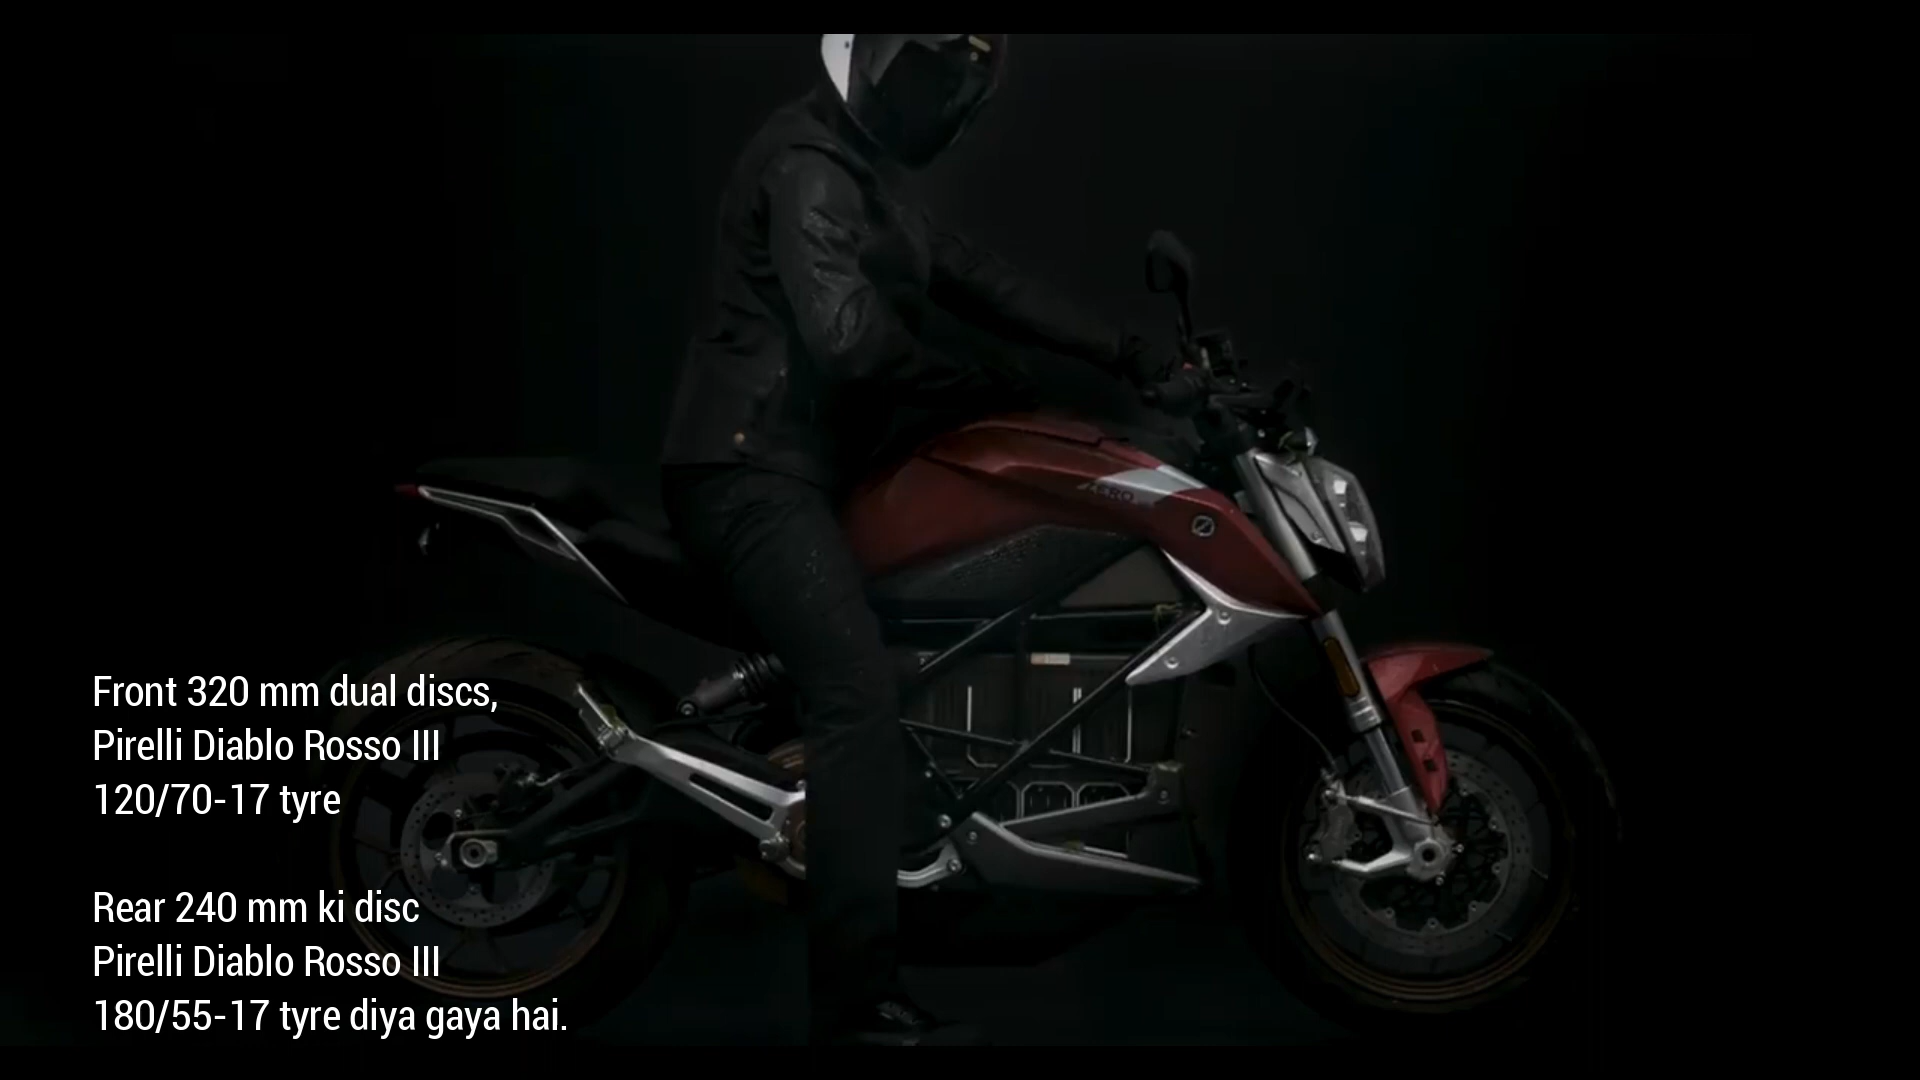 ZERO
Front 320 mm dual discs,
Pirelli Diablo Rosso III
120/70-17 tyre
Rear 240 mm ki disc
Pirelli Diablo Rosso III
180/55-17 tyre diya gaya hai.